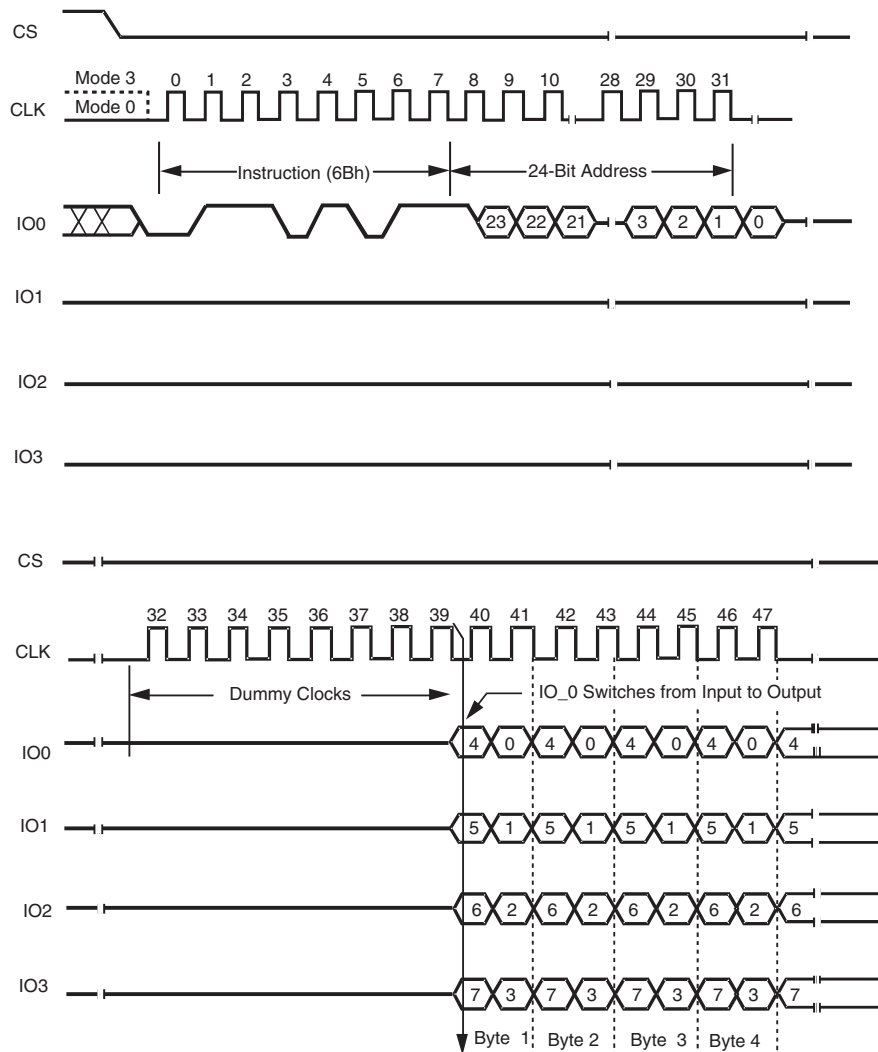 CS
Mode 3 0 1 2 3 4 5 6 7 8 9 10 28 29 30 31
Mode 0
CLK
Instruction (6Bh) 24-Bit Address
IO0 23 22 21 3 2 1 0
IO1
IO2
IO3
CS
32 33 34 35 36 37 38 39 40 41 42 43 44 45 46 47
CLK
Dummy Clocks IO_0 Switches from Input to Output
IO0 4 0 4 0 4 0 4 0 4
IO1 5 1 5 1 5 1 5 1 5
IO2 6 2 6 2 6 2 6 2 6
IO3 7 3 7 3 7 3 7 3 7
Byte 1 Byte 2 Byte 3 Byte 4